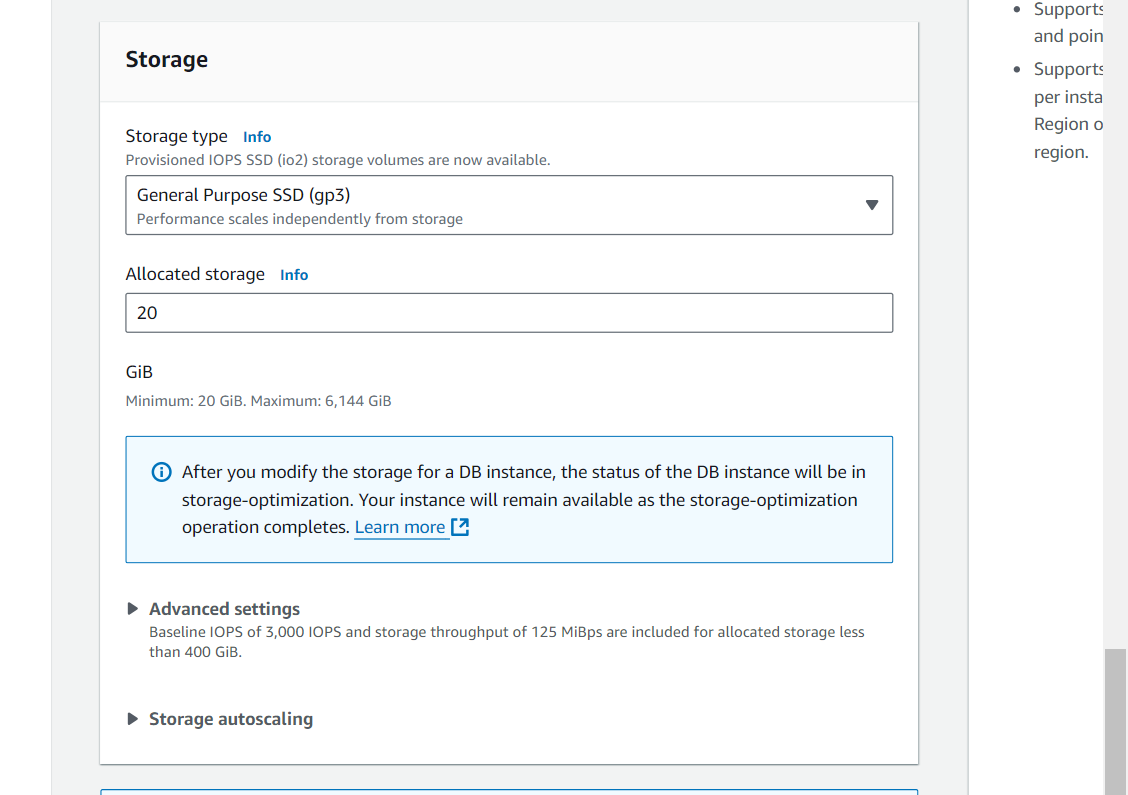 Storage
Storage type Info
Provisioned IOPS SSD (io2) storage volumes are now available.
General Purpose SSD (gp3)
Performance scales independently from storage
Allocated storage Info
20
GiB
Minimum: 20 GiB. Maximum: 6,144 GiB
After you modify the storage for a DB instance, the status of the DB instance will be in
storage-optimization. Your instance will remain available as the storage-optimization
operation completes. Learn more
Advanced settings
Baseline IOPS of 3,000 IOPS and storage throughput of 125 MiBps are included for allocated storage less
than 400 GiB.
Storage autoscaling
Supports
and poin
Supports
per insta
Region o
region.